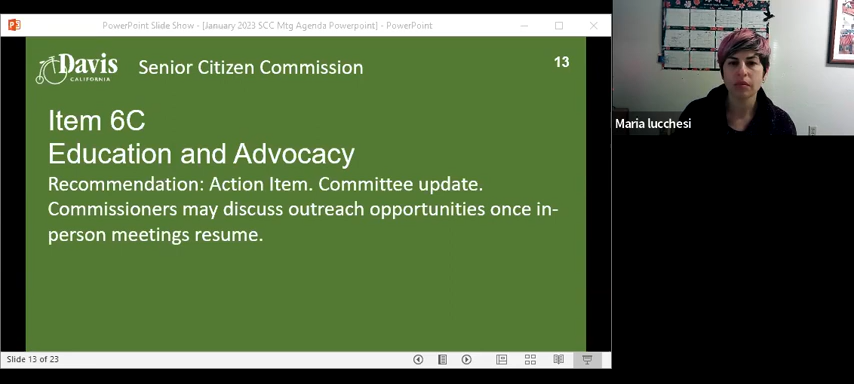 PowerPoint Slide Show - [January 2023 SCC Mtg Agenda Powerpoint] - PowerPoint
Davis
CALIFORNIA
Senior Citizen Commission
13
Item 6C
Education and Advocacy
Recommendation: Action Item. Committee update.
Commissioners may discuss outreach opportunities once in-
person meetings resume.
Slide 13 of 23
Maria lucchesi